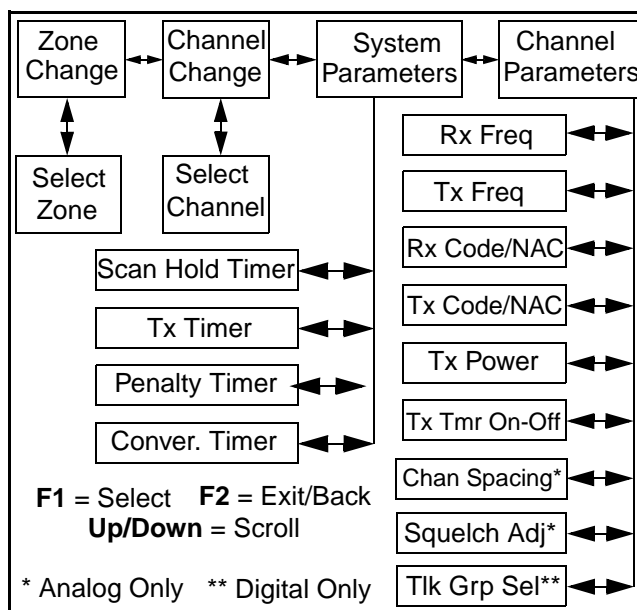 Zone
Change
Channel
Change
System
Parameters
Channel
Parameters
Select
Zone
Select
Channel
Scan Hold Timer
Tx Timer
Penalty Timer
Conver. Timer
Rx Freq
Tx Freq
Rx Code/NAC
Tx Code/NAC
Tx Power
Tx Tmr On-Off
Chan Spacing*
Squelch Adj*
Tlk Grp Sel**
F1 = Select F2 = Exit/Back
Up/Down = Scroll
* Analog Only ** Digital Only